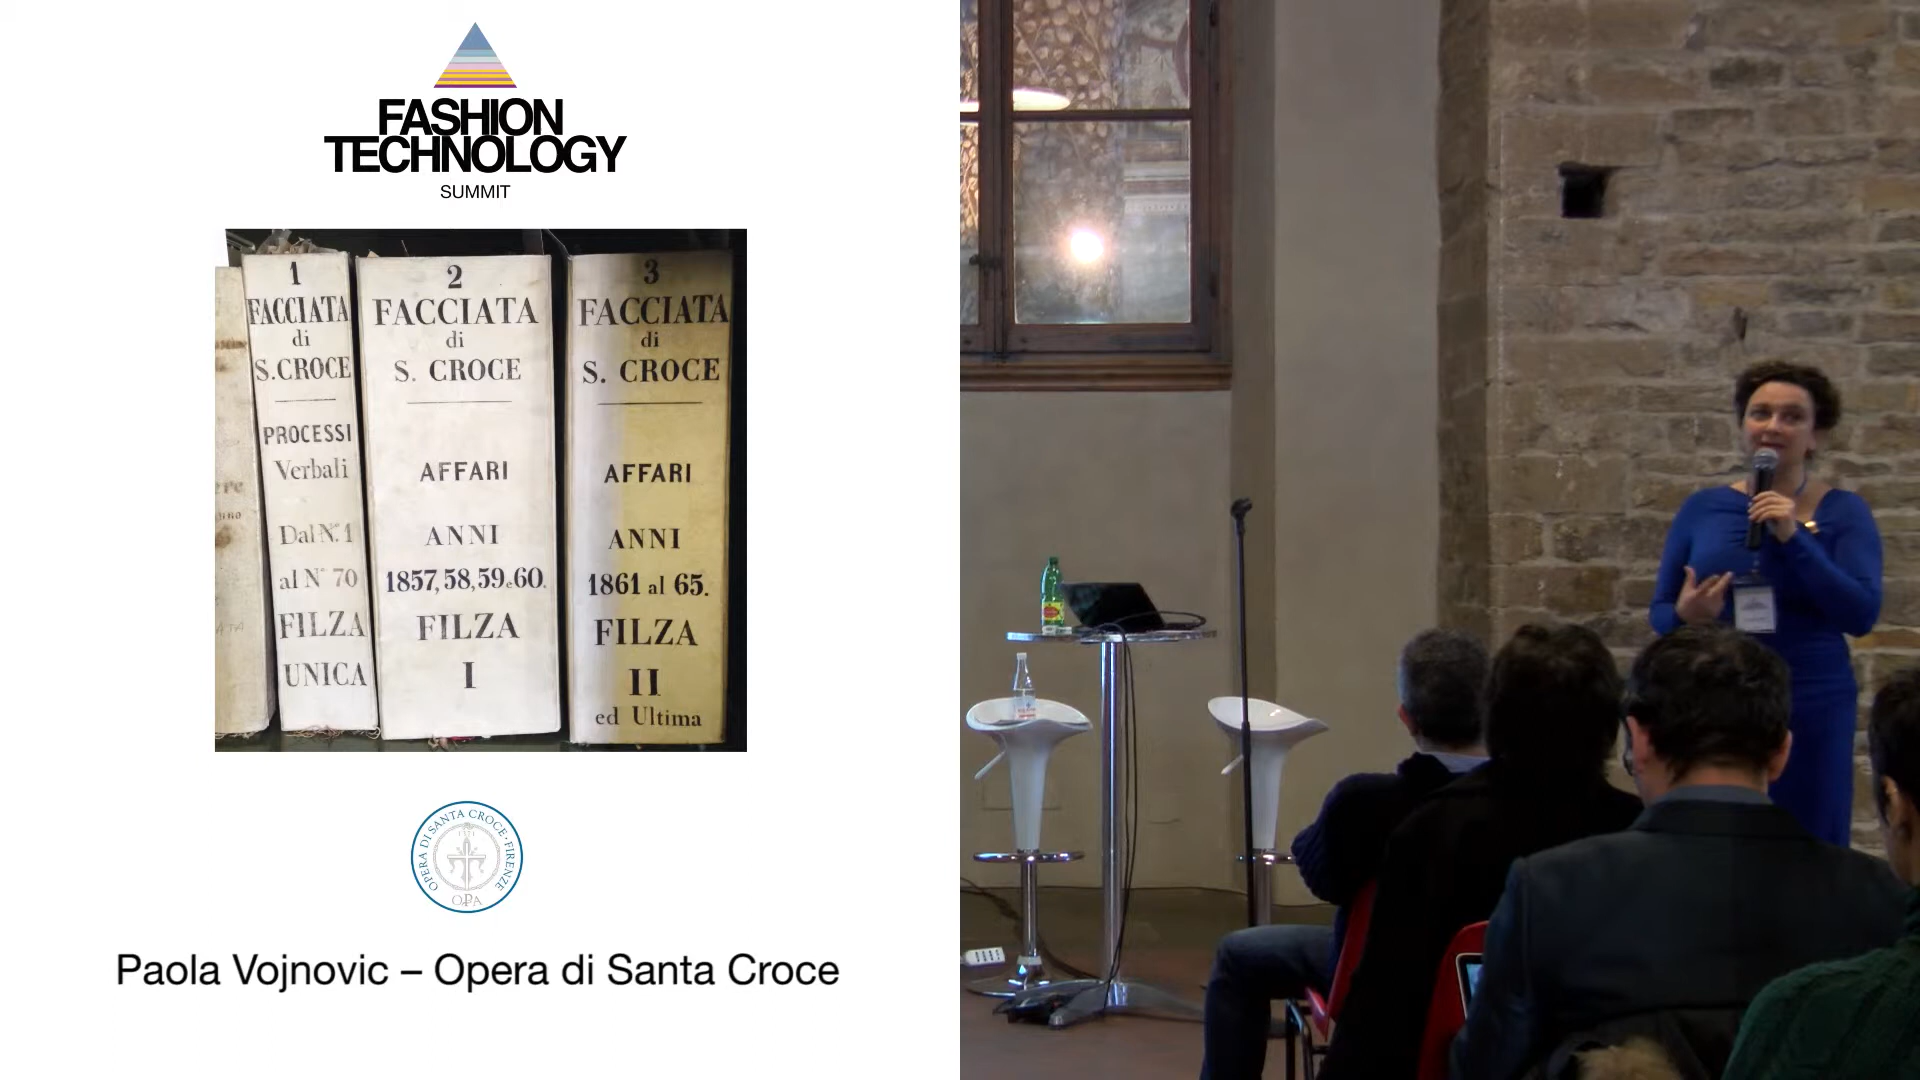 FASHION
TECHNOLOGY
SUMMIT
1
FACCIATA
di
S. CROCE
PROCESSI
Verbali
Dal N.° 1
al N° 70
FILZA
UNICA
2
FACCIATA
di
S. CROCE
AFFARI
ANNI
1857, 58, 59 e 60.
FILZA
I
3
FACCIATA
di
S. CROCE
AFFARI
ANNI
1861 al 65.
FILZA
II
ed Ultima
OPERA DI SANTA CROCE · FIRENZE
1371
OPA
Paola Vojnovic – Opera di Santa Croce